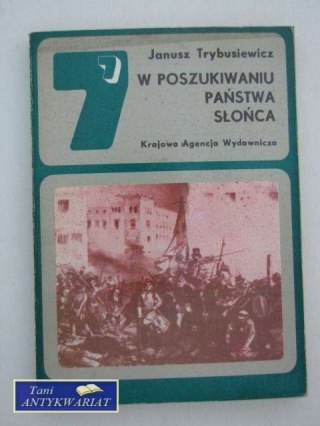 7
Janusz Trybusiewicz
W POSZUKIWANIU
PAŃSTWA
SŁOŃCA
Krajowa Agencja Wydawnicza
Tani
ANTYKWARIAT